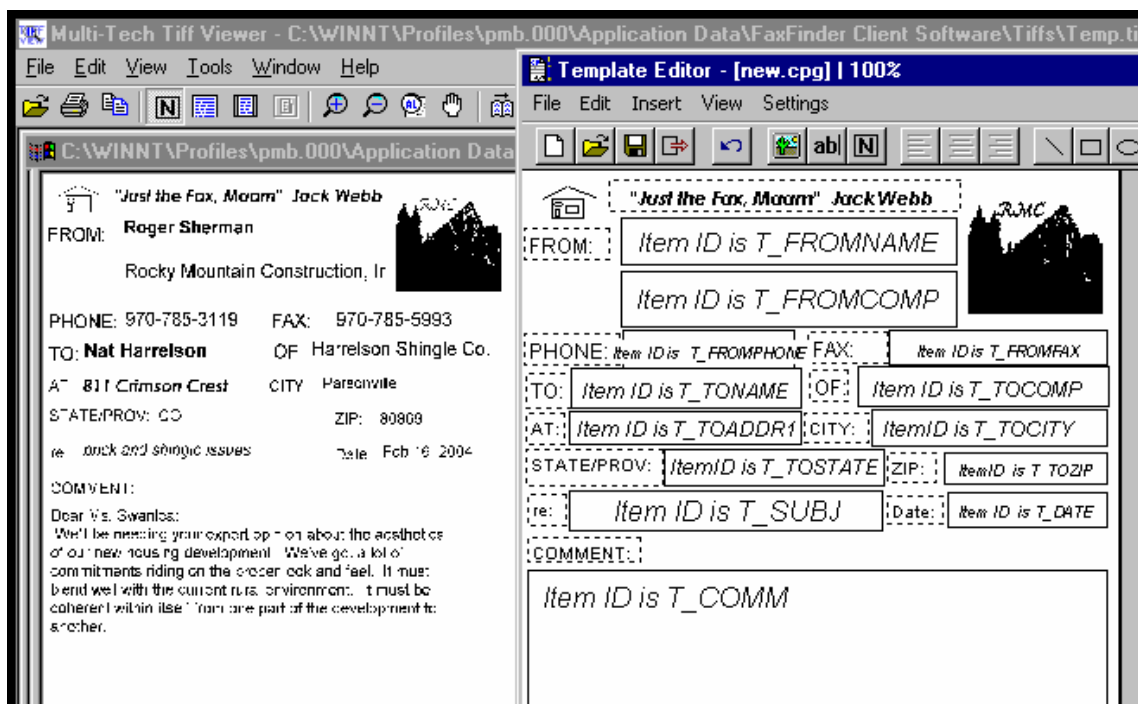 Multi-Tech Tiff Viewer - C:\WINNT\Profiles\pmb.000\Application Data\FaxFinder Client Software\Tiffs\Temp.ti
File Edit View Tools Window Help
N
C:\WINNT\Profiles\pmb.000\Application Data
"Just the Fax, Maam" Jack Webb
RMC
FROM: Roger Sherman
Rocky Mountain Construction, Ir
PHONE: 970-785-3119 FAX: 970-785-5993
TO: Nat Harrelson OF Harrelson Shingle Co.
AT 811 Crimson Crest CITY Parsonville
STATE/PROV: CO ZIP:
re and shingle issues Date Feb 16 2004
COMMENT:
Dear Ms.
We'll be needing your expert opinion about the aesthetics
of our new housing development. We've got a lot of
commitments riding on the proper look and feel. It must
blend well with the current rural environment. It must be
coherent within itself from one part of the development to
another.
Template Editor - [new.cpg] | 100%
File Edit Insert View Settings
ab| N
"Just the Fax, Maam" Jack Webb
RMC
FROM: Item ID is T_FROMNAME
Item ID is T_FROMCOMP
PHONE: Item ID is T_FROMPHONE FAX: Item ID is T_FROMFAX
TO: Item ID is T_TONAME OF: Item ID is T_TOCOMP
AT: Item ID is T_TOADDR1 CITY: ItemID is T_TOCITY
STATE/PROV: ItemID is T_TOSTATE ZIP: ItemID is T_TOZIP
re: Item ID is T_SUBJ Date: Item ID is T_DATE
COMMENT:
Item ID is T_COMM